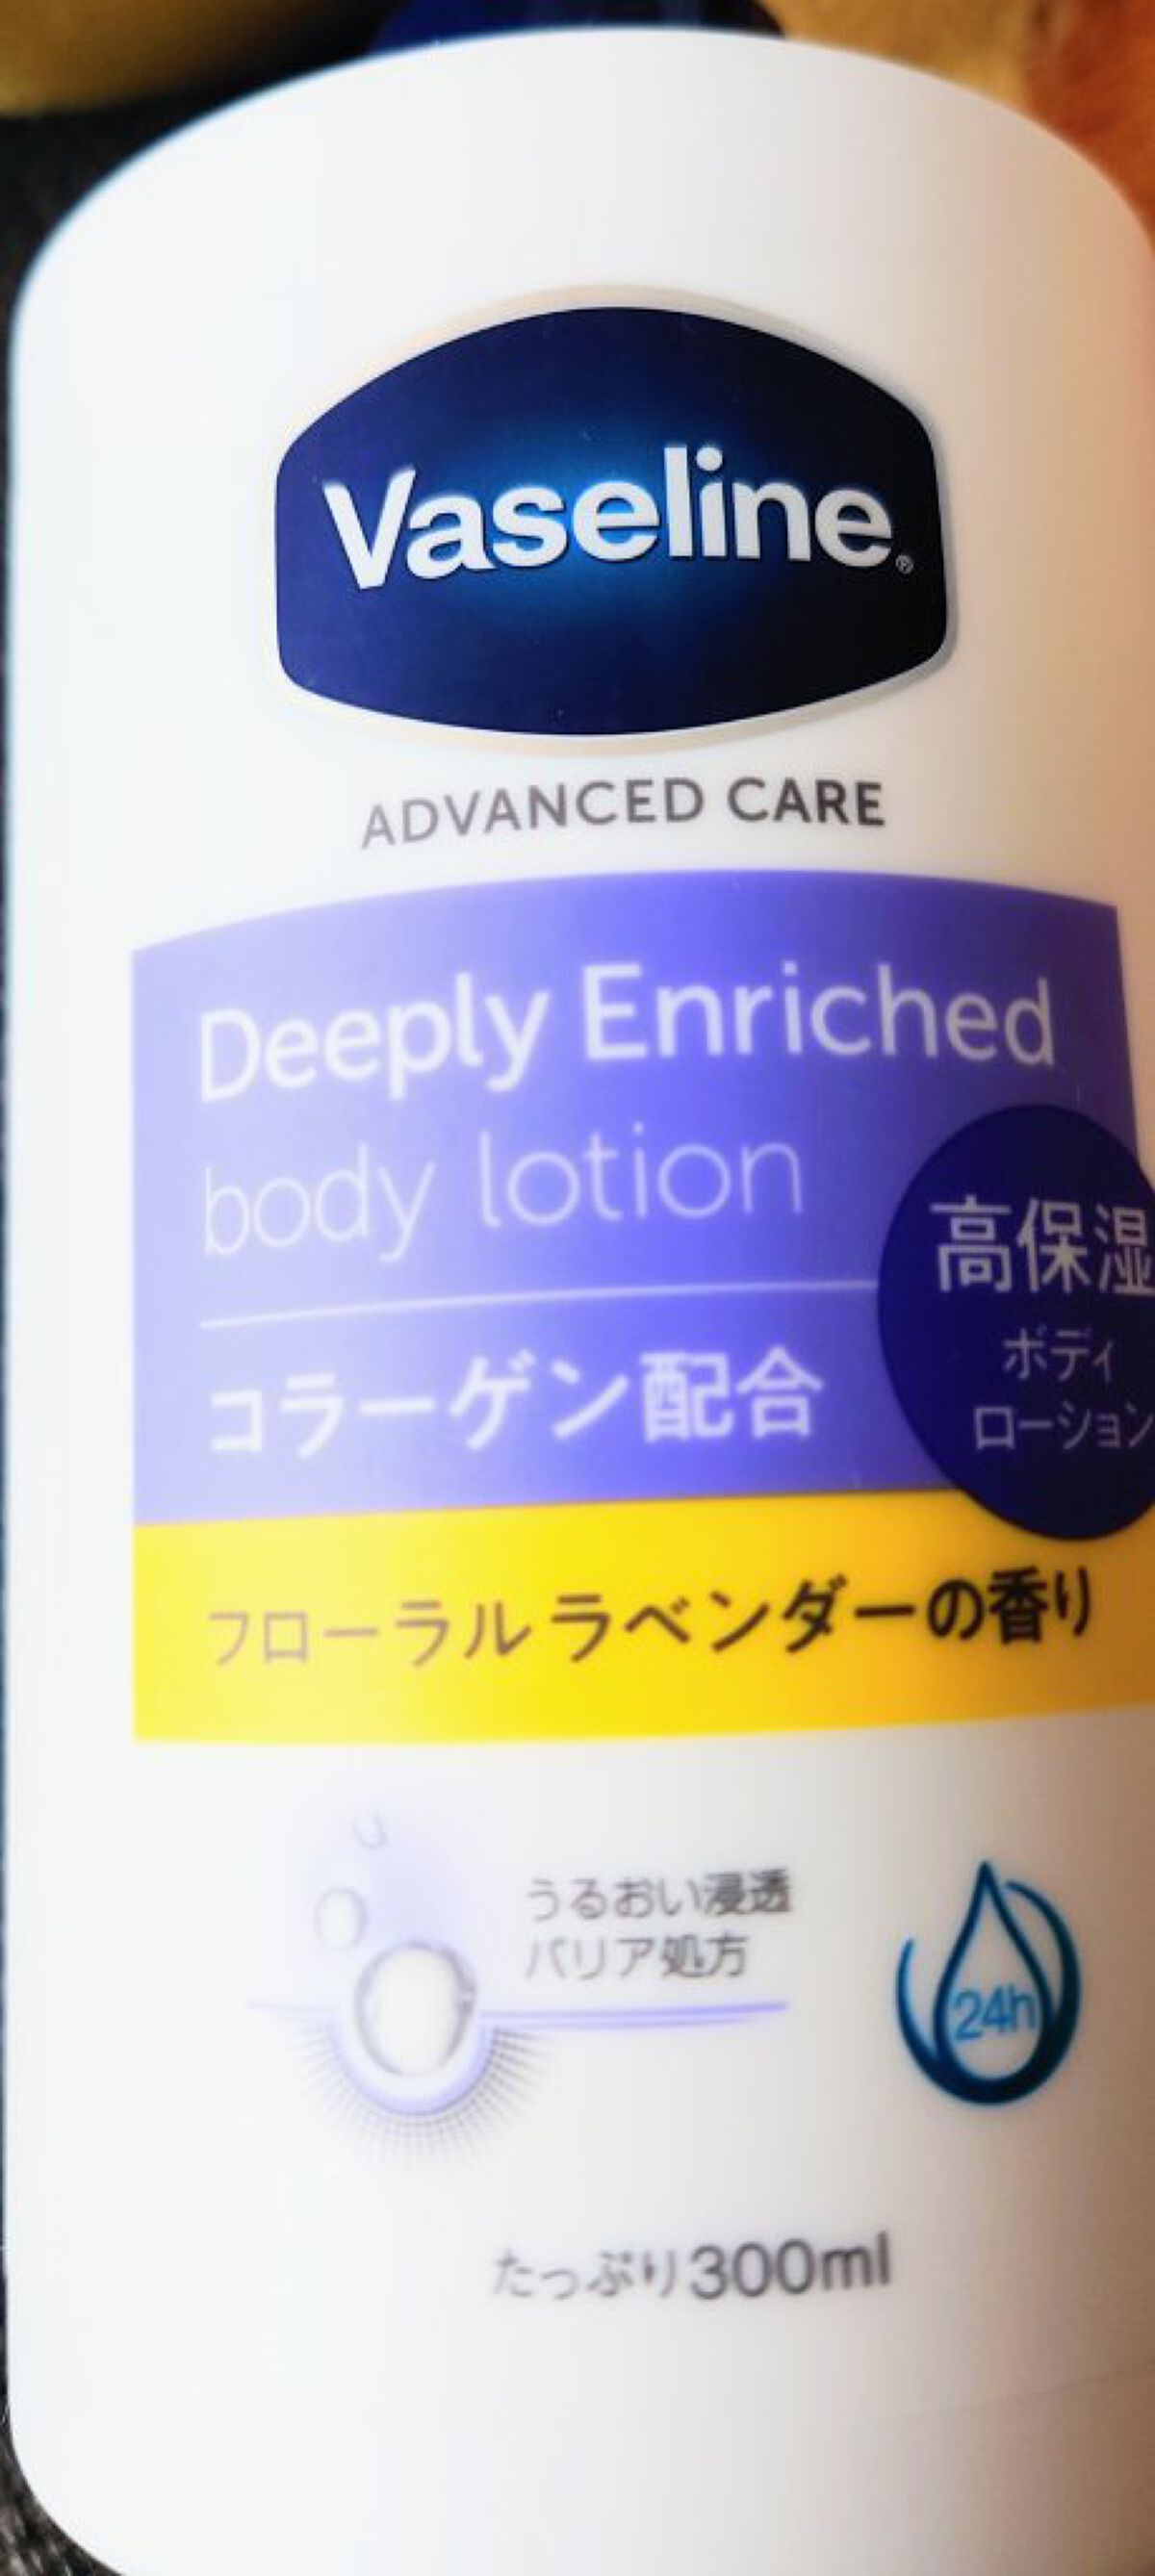 Vaseline®
ADVANCED CARE
Deeply Enriched
body lotion
高保湿
ボディ
ローション
コラーゲン配合
フローラルラベンダーの香り
うるおい浸透
バリア処方
24h
たっぷり300ml